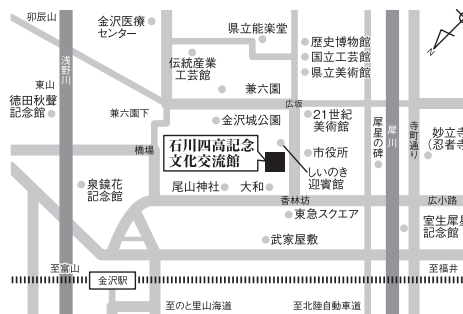 卯辰山
金沢医療
センター
県立能楽堂
歴史博物館
国立工芸館
県立美術館
浅野川
伝統産業
工芸館
兼六園
東山
徳田秋聲
記念館
兼六園下
広坂
金沢城公園
21世紀
美術館
犀星の碑
犀川
寺町通り
妙立寺
(忍者寺
橋場
石川四高記念
文化交流館
市役所
しいのき
迎賓館
泉鏡花
記念館
尾山神社
大和
香林坊
広小路
東急スクエア
室生犀星
記念館
武家屋敷
至富山
金沢駅
至福井
至のと里山海道
至北陸自動車道
N